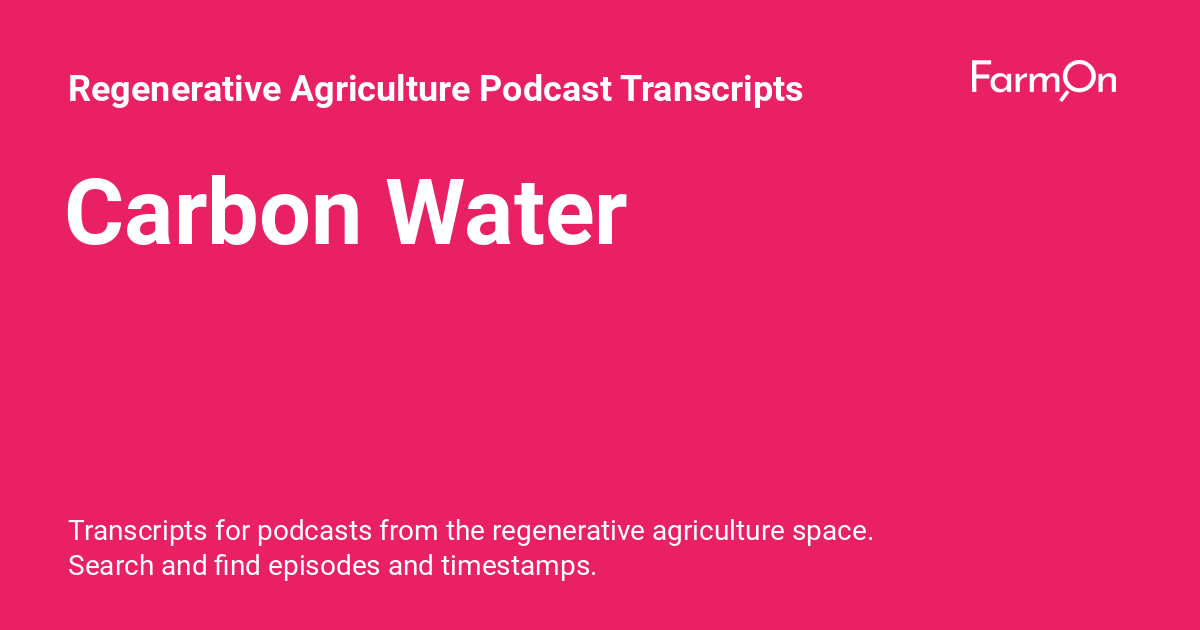 Regenerative Agriculture Podcast Transcripts
FarmOn
Carbon Water
Transcripts for podcasts from the regenerative agriculture space.
Search and find episodes and timestamps.